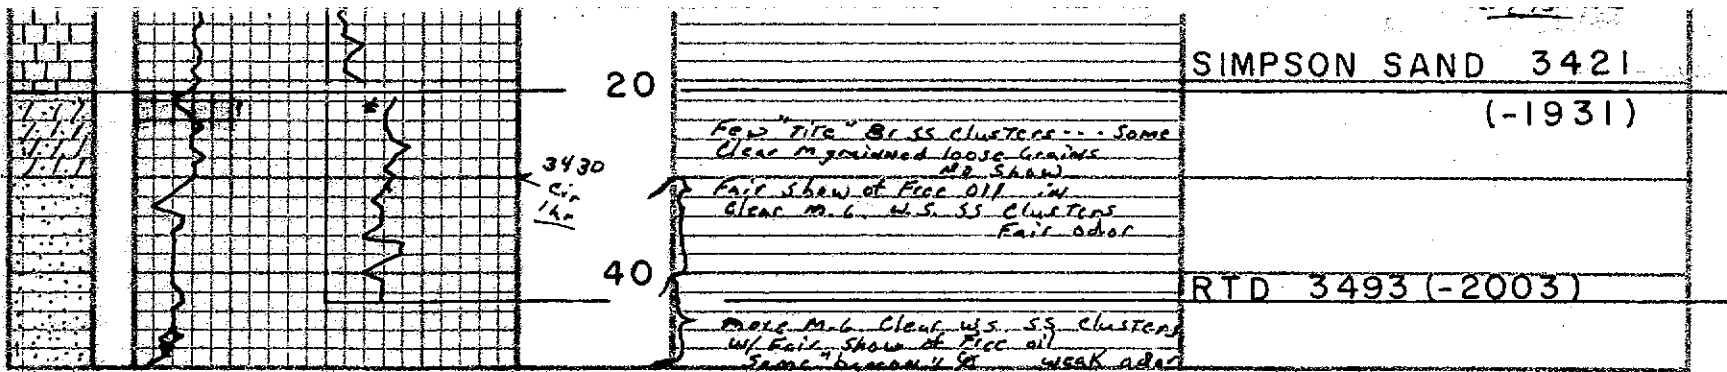 SIMPSON SAND 3421
20
(-1931)
Few "Tite" Br SS clusters --- Some
Clear M grainned loose Grains
No Show
3430
Cir
1hr
Fair Show of Free Oil in
Clear M.G. W.S. SS Clusters
Fair odor
40
RTD 3493 (-2003)
More M.G. Clear W.S. SS Clusters
W/ Fair Show of Free oil
Some weak odor